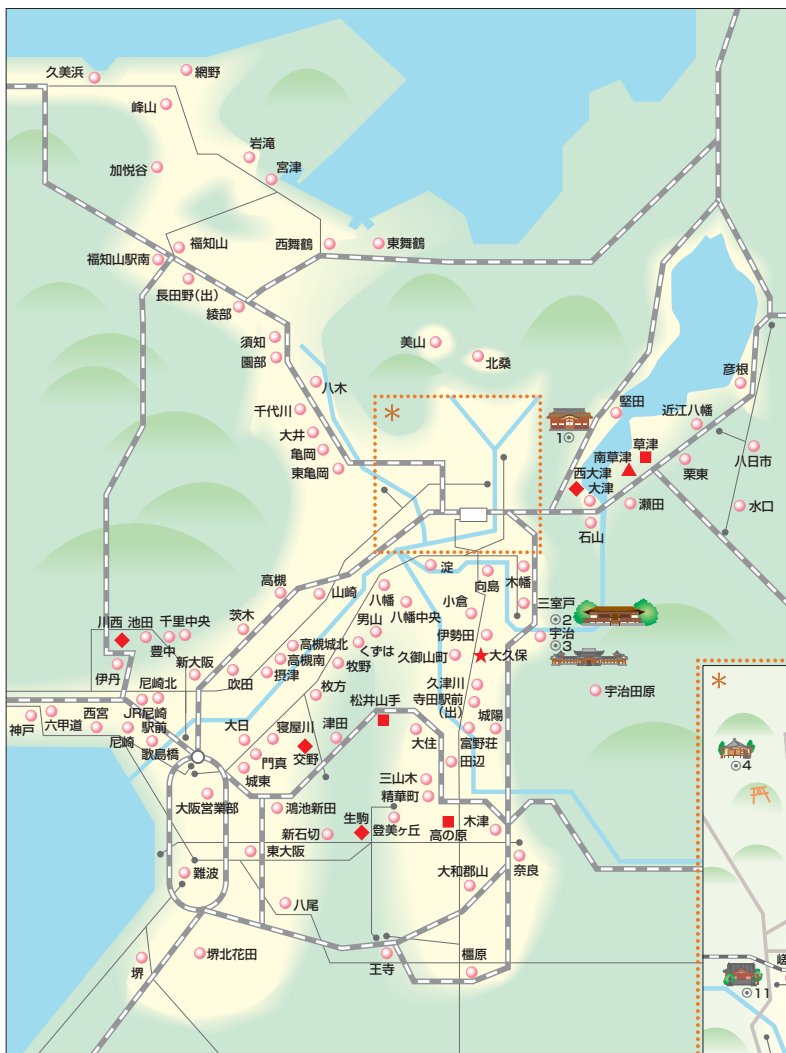 久美浜
網野
峰山
岩滝
加悦谷
宮津
福知山
西舞鶴
東舞鶴
福知山駅南
長田野(出)
綾部
須知
園部
美山
北桑
八木
彦根
千代川
*
堅田
近江八幡
大井
1◎
草津
亀岡
南草津
八日市
東亀岡
西大津
栗東
大津
瀬田
水口
石山
淀
向島
木幡
高槻
山崎
八幡
八幡中央
小倉
三室戸
◎2
川西
池田
千里中央
茨木
男山
伊勢田
宇治
◎3
豊中
高槻城北
くずは
久御山町
大久保
伊丹
新大阪
高槻南
牧野
吹田
摂津
枚方
久津川
宇治田原
尼崎北
松井山手
寺田駅前
(出)
*
神戸
六甲道
西宮
JR尼崎
駅前
大日
寝屋川
津田
城陽
尼崎
歌島橋
門真
交野
大住
富野荘
◎4
城東
田辺
三山木
大阪営業部
鴻池新田
精華町
生駒
登美ヶ丘
高の原
木津
新石切
東大阪
奈良
難波
大和郡山
八尾
堺
堺北花田
王寺
橿原
嵯
◎11